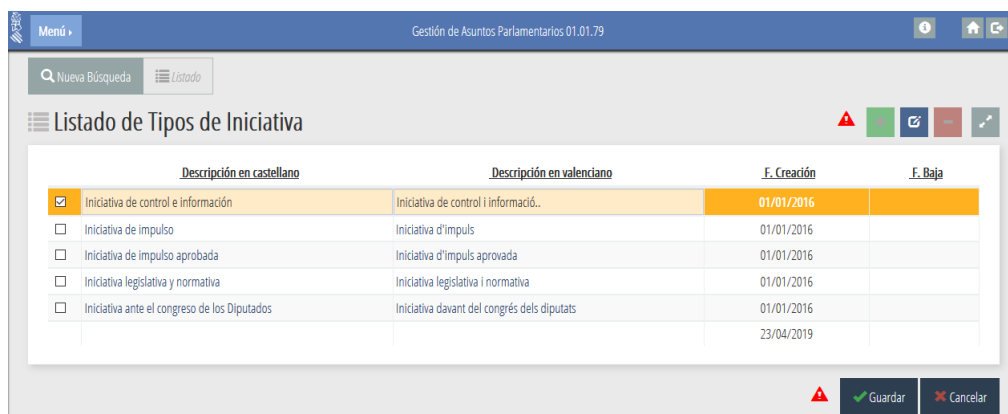 Menú
Gestión de Asuntos Parlamentarios 01.01.79
Nueva Búsqueda
Listado
Listado de Tipos de Iniciativa
Descripción en castellano Descripción en valenciano F. Creación F. Baja
Iniciativa de control e información Iniciativa de control i informació.. 01/01/2016
Iniciativa de impulso Iniciativa d'impuls 01/01/2016
Iniciativa de impulso aprobada Iniciativa d'impuls aprovada 01/01/2016
Iniciativa legislativa y normativa Iniciativa legislativa i normativa 01/01/2016
Iniciativa ante el congreso de los Diputados Iniciativa davant del congrés dels diputats 01/01/2016
23/04/2019
Guardar Cancelar